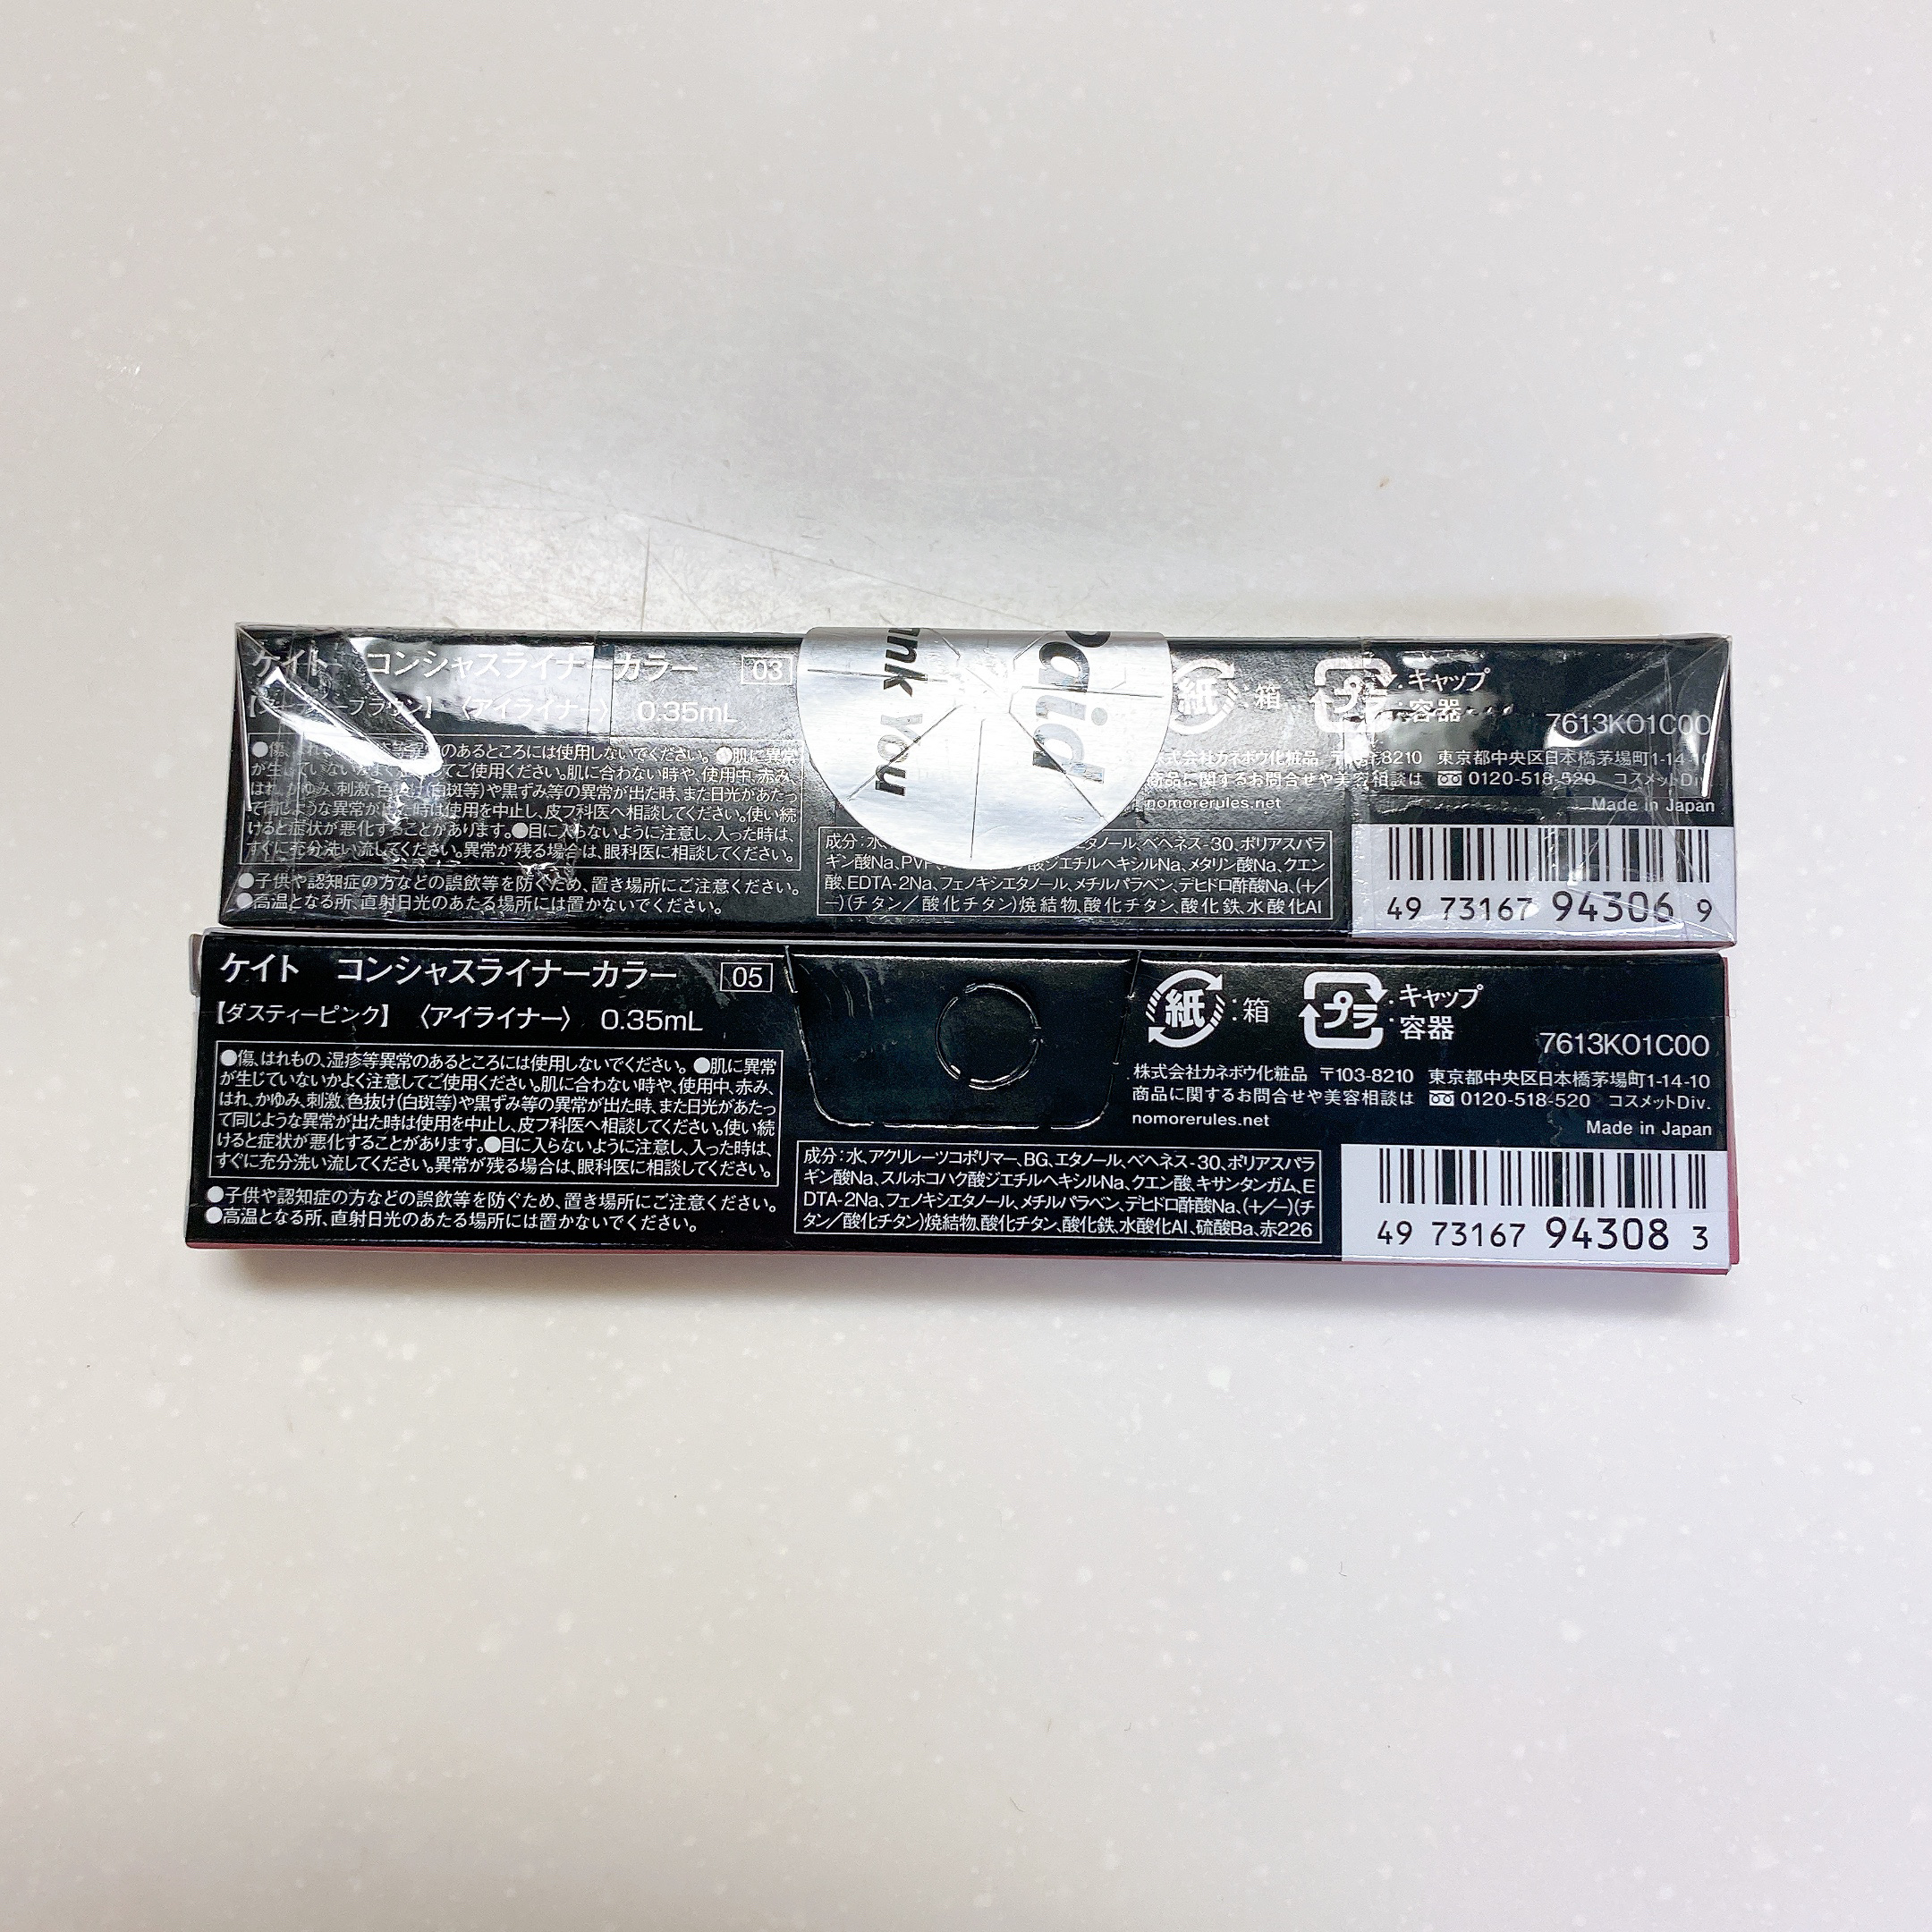 ケイト コンシャスライナーカラー 03
ブラウン】 〈アイライナー〉 0.35mL
のあるところには使用しないでください。●肌に異常
てご使用ください。肌に合わない時や、使用中、赤み、
はれ、かゆみ、刺激、色抜け(白斑等)や黒ずみ等の異常が出た時、また日光があたっ
て同じような異常が出た時は使用を中止し、皮フ科医へ相談してください。使い続
けると症状が悪化することがあります。●目に入らないように注意し、入った時は、
すぐに充分洗い流してください。異常が残る場合は、眼科医に相談してください。
●子供や認知症の方などの誤飲等を防ぐため、置き場所にご注意ください。
●高温となる所、直射日光のあたる場所には置かないでください。
You
Paid
紙:箱 プラ:キャップ
:容器
7613KO1C00
式会社カネボウ化粧品 8210 東京都中央区日本橋茅場町1-14-10
商品に関するお問合せや美容相談は 0120-518-520 コスメットDiv.
nomorerules.net
Made in Japan
成分:水、 エタノール、ベヘネス-30、ポリアスパラ
ギン酸Na、PVP、 酸ジエチルヘキシルNa、メタリン酸Na、クエン
酸、EDTA-2Na、フェノキシエタノール、メチルパラベン、デヒドロ酢酸Na、(+/
−)(チタン/酸化チタン)焼結物、酸化チタン、酸化鉄、水酸化Al
49 73167 94306 9
ケイト コンシャスライナーカラー 05
【ダスティーピンク】 〈アイライナー〉 0.35mL
●傷、はれもの、湿疹等異常のあるところには使用しないでください。●肌に異常
が生じていないかよく注意してご使用ください。肌に合わない時や、使用中、赤み、
はれ、かゆみ、刺激、色抜け(白斑等)や黒ずみ等の異常が出た時、また日光があたっ
て同じような異常が出た時は使用を中止し、皮フ科医へ相談してください。使い続
けると症状が悪化することがあります。●目に入らないように注意し、入った時は、
すぐに充分洗い流してください。異常が残る場合は、眼科医に相談してください。
●子供や認知症の方などの誤飲等を防ぐため、置き場所にご注意ください。
●高温となる所、直射日光のあたる場所には置かないでください。
紙:箱 プラ:キャップ
:容器
7613KO1C00
株式会社カネボウ化粧品 〒103-8210 東京都中央区日本橋茅場町1-14-10
商品に関するお問合せや美容相談は 0120-518-520 コスメットDiv.
nomorerules.net
Made in Japan
成分:水、アクリレーツコポリマー、BG、エタノール、ベヘネス-30、ポリアスパラ
ギン酸Na、スルホコハク酸ジエチルヘキシルNa、クエン酸、キサンタンガム、E
DTA-2Na、フェノキシエタノール、メチルパラベン、デヒドロ酢酸Na、(+/−)(チ
タン/酸化チタン)焼結物、酸化チタン、酸化鉄、水酸化Al、硫酸Ba、赤226
49 73167 94308 3